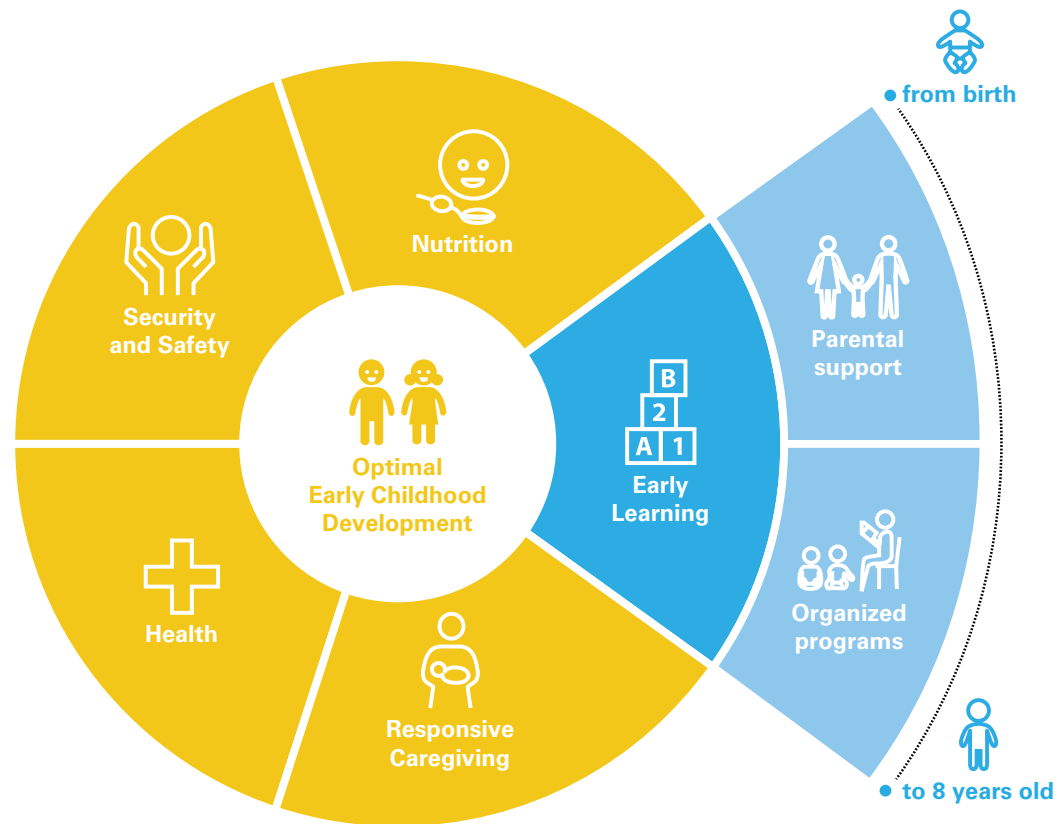 from birth
Nutrition
Security
and Safety
Parental
support
B
2
A 1
Optimal
Early Childhood
Development
Early
Learning
Organized
programs
Health
Responsive
Caregiving
to 8 years old